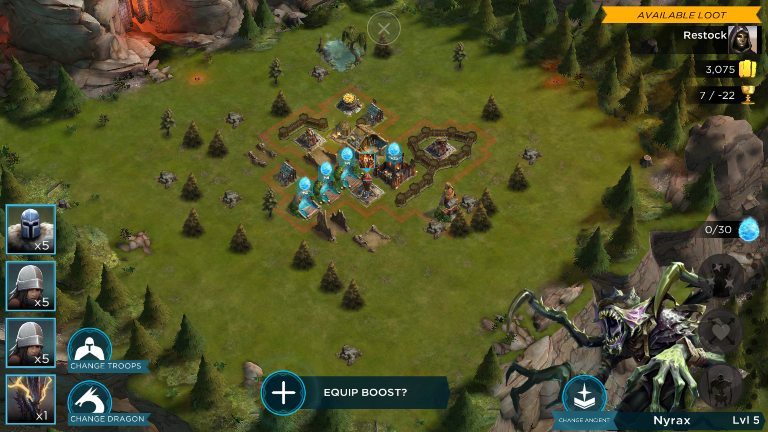 AVAILABLE LOOT
Restock
3,075
7 / -22
0/30
x5
x5
x5
x1
CHANGE TROOPS
CHANGE DRAGON
EQUIP BOOST?
CHANGE ANCIENT
Nyrax
Lvl 5